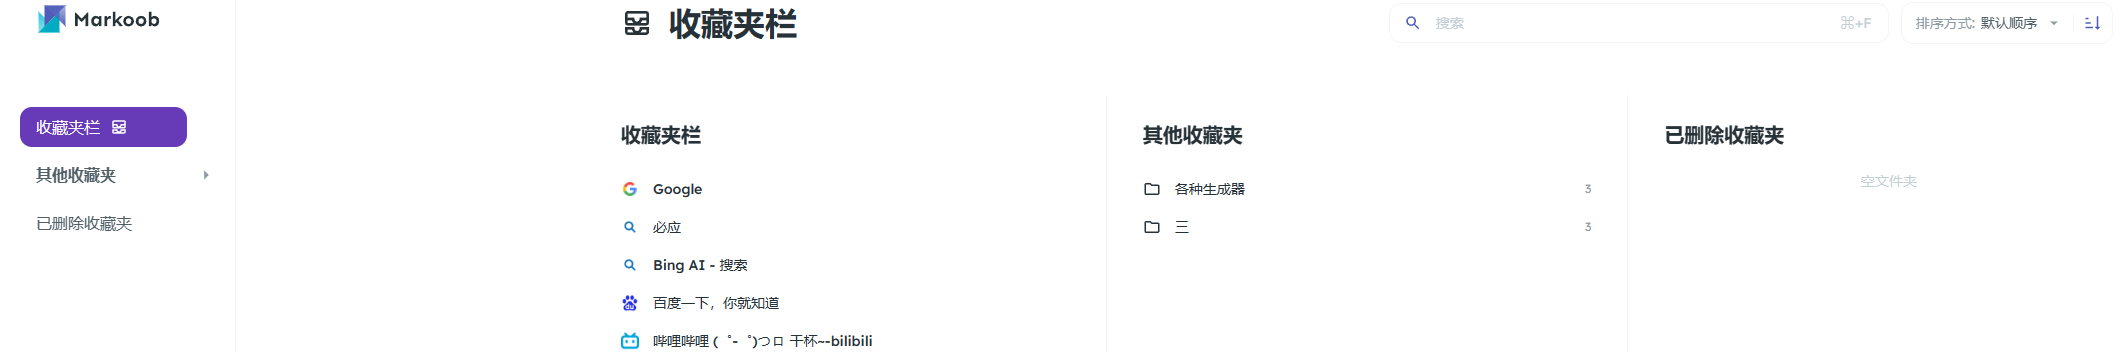 Markoob
收藏夹栏
搜索
⌘+F
排序方式: 默认顺序
收藏夹栏
其他收藏夹
已删除收藏夹
收藏夹栏
Google
必应
Bing AI - 搜索
百度一下，你就知道
哔哩哔哩 (゜-゜)つロ 干杯~-bilibili
其他收藏夹
各种生成器 3
三 3
已删除收藏夹
空文件夹